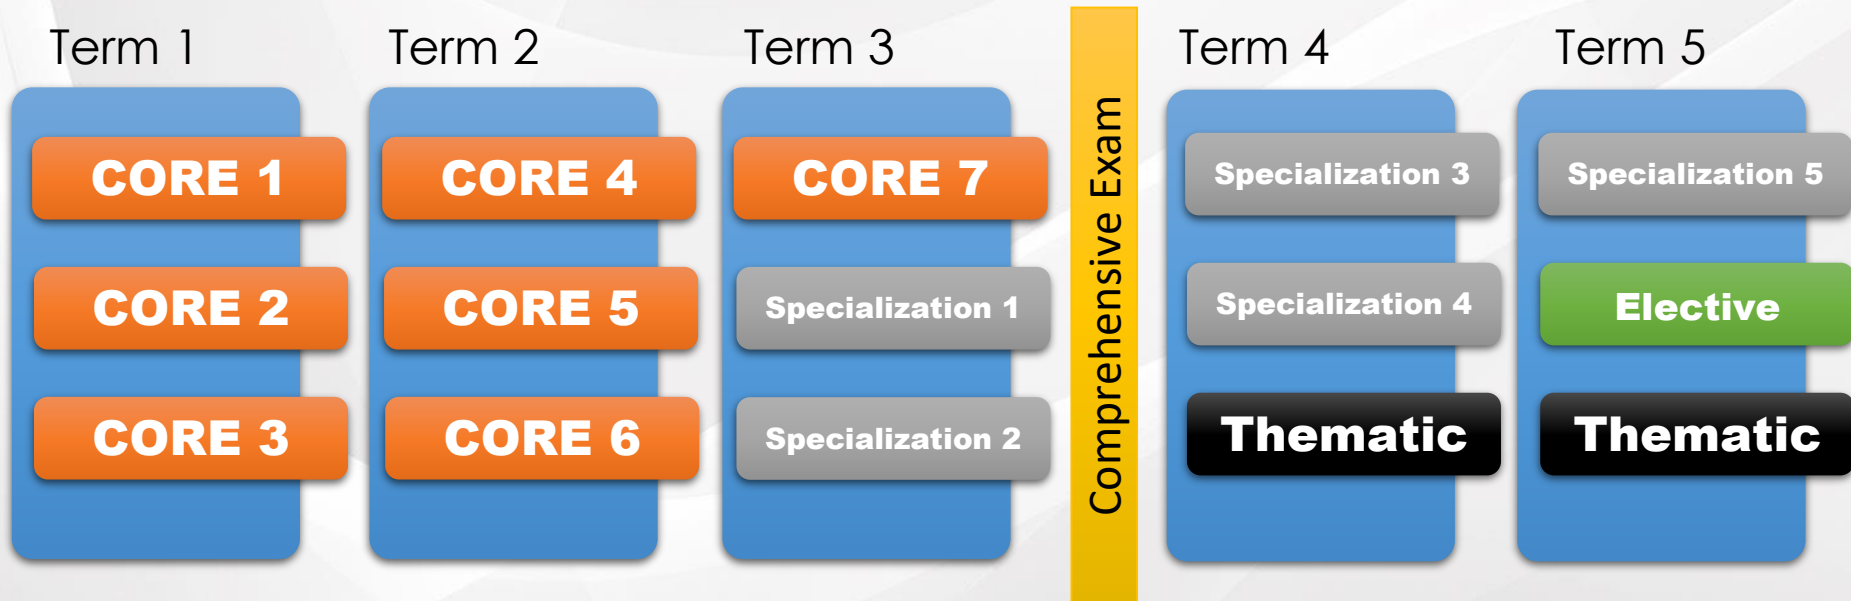 Term 1
CORE 1
CORE 2
CORE 3
Term 2
CORE 4
CORE 5
CORE 6
Term 3
CORE 7
Specialization 1
Specialization 2
Comprehensive Exam
Term 4
Specialization 3
Specialization 4
Thematic
Term 5
Specialization 5
Elective
Thematic